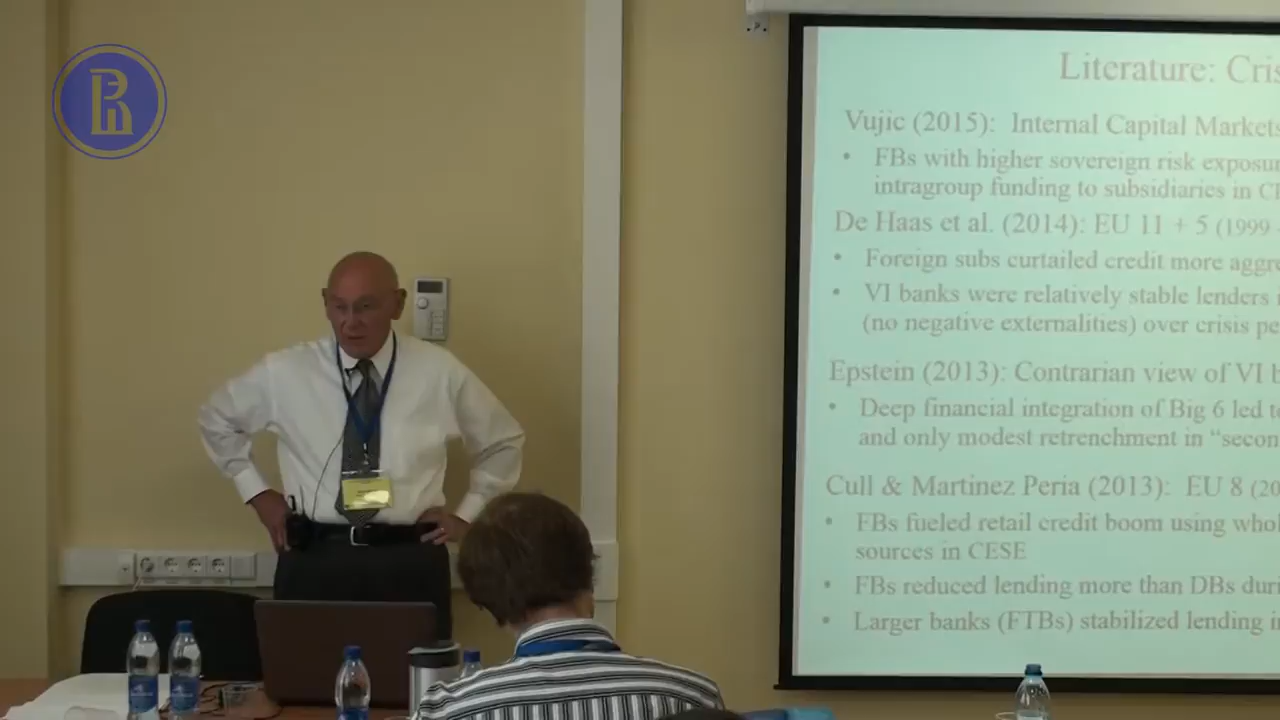 Literature: Cris
Vujic (2015): Internal Capital Markets
• FBs with higher sovereign risk exposu
intragroup funding to subsidiaries in C
De Haas et al. (2014): EU 11 + 5 (1999 -
• Foreign subs curtailed credit more aggre
• VI banks were relatively stable lenders
(no negative externalities) over crisis pe
Epstein (2013): Contrarian view of VI b
• Deep financial integration of Big 6 led to
and only modest retrenchment in “secon
Cull & Martinez Peria (2013): EU 8 (20
• FBs fueled retail credit boom using who
sources in CESE
• FBs reduced lending more than DBs duri
• Larger banks (FTBs) stabilized lending i